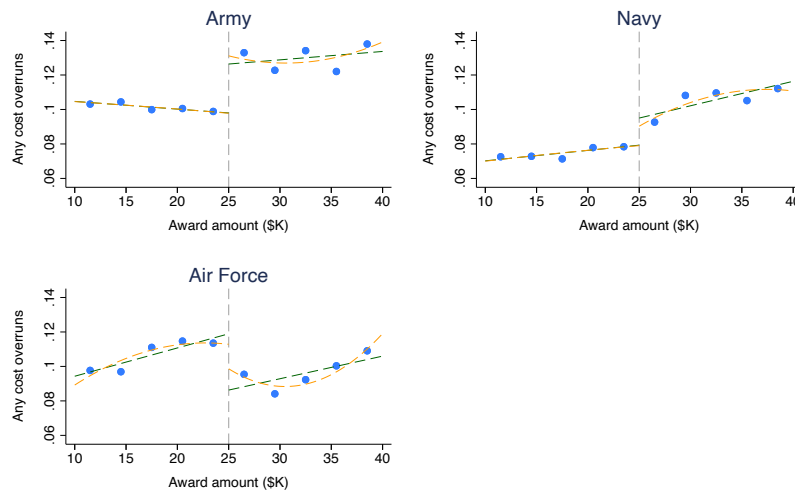 Army
Any cost overruns
.06 .08 .1 .12 .14
10 15 20 25 30 35 40
Award amount ($K)
Navy
Any cost overruns
.06 .08 .1 .12 .14
10 15 20 25 30 35 40
Award amount ($K)
Air Force
Any cost overruns
.06 .08 .1 .12 .14
10 15 20 25 30 35 40
Award amount ($K)